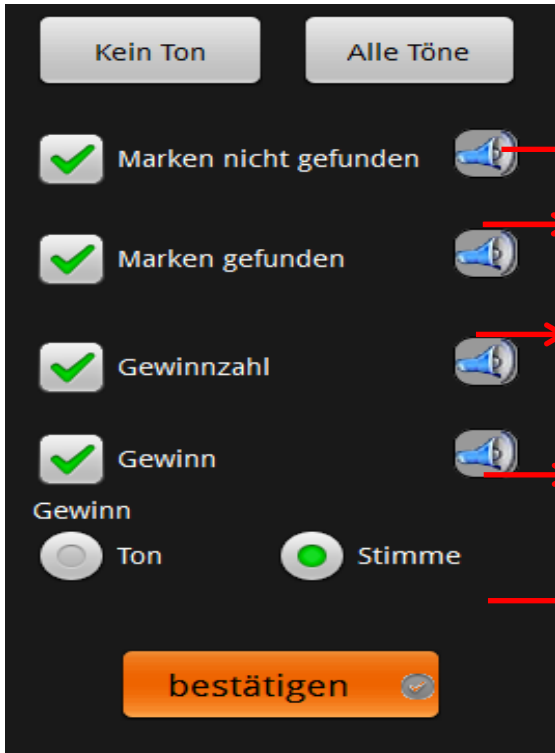 Kein Ton Alle Töne
Marken nicht gefunden
Marken gefunden
Gewinnzahl
Gewinn
Gewinn
Ton Stimme
bestätigen